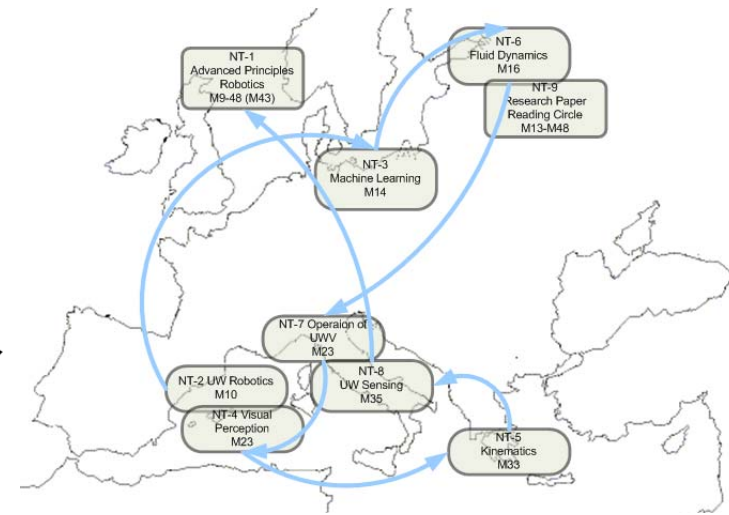 NT-1
Advanced Principles
Robotics
M9-48 (M43)
NT-6
Fluid Dynamics
M16
NT-9
Research Paper
Reading Circle
M13-M48
NT-3
Machine Learning
M14
NT-7 Operaion of
UWV
M23
NT-8
UW Sensing
M35
NT-2 UW Robotics
M10
NT-4 Visual
Perception
M23
NT-5
Kinematics
M33